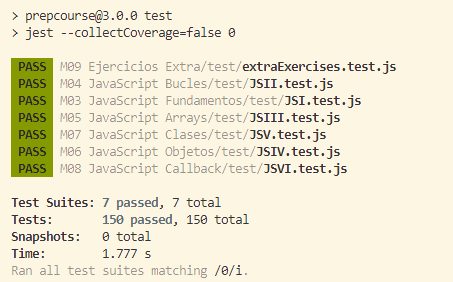 > prepcourse@3.0.0 test
> jest --collectCoverage=false 0
PASS M09 Ejercicios Extra/test/extraExercises.test.js
PASS M04 JavaScript Bucles/test/JSII.test.js
PASS M03 JavaScript Fundamentos/test/JSI.test.js
PASS M05 JavaScript Arrays/test/JSIII.test.js
PASS M07 JavaScript Clases/test/JSV.test.js
PASS M06 JavaScript Objetos/test/JSIV.test.js
PASS M08 JavaScript Callback/test/JSVI.test.js
Test Suites: 7 passed, 7 total
Tests: 150 passed, 150 total
Snapshots: 0 total
Time: 1.777 s
Ran all test suites matching /0/i.